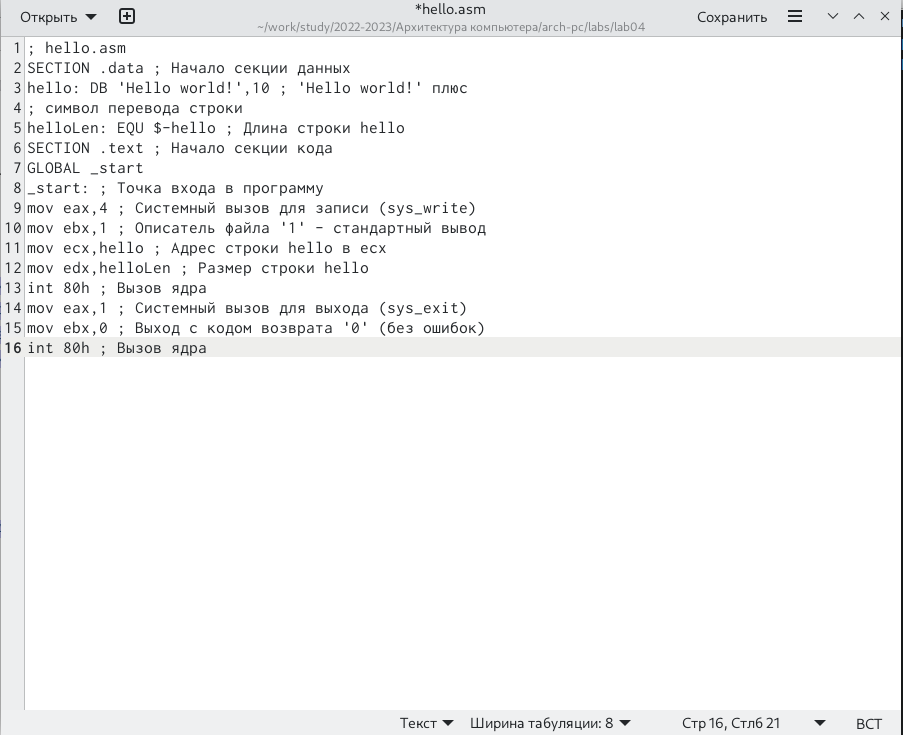 Открыть
*hello.asm
~/work/study/2022-2023/Архитектура компьютера/arch-pc/labs/lab04
Сохранить
1 ; hello.asm
2 SECTION .data ; Начало секции данных
3 hello: DB 'Hello world!',10 ; 'Hello world!' плюс
4 ; символ перевода строки
5 helloLen: EQU $-hello ; Длина строки hello
6 SECTION .text ; Начало секции кода
7 GLOBAL _start
8 _start: ; Точка входа в программу
9 mov eax,4 ; Системный вызов для записи (sys_write)
10 mov ebx,1 ; Описатель файла '1' - стандартный вывод
11 mov ecx,hello ; Адрес строки hello в ecx
12 mov edx,helloLen ; Размер строки hello
13 int 80h ; Вызов ядра
14 mov eax,1 ; Системный вызов для выхода (sys_exit)
15 mov ebx,0 ; Выход с кодом возврата '0' (без ошибок)
16 int 80h ; Вызов ядра
Текст Ширина табуляции: 8 Стр 16, Стлб 21 ВСТ